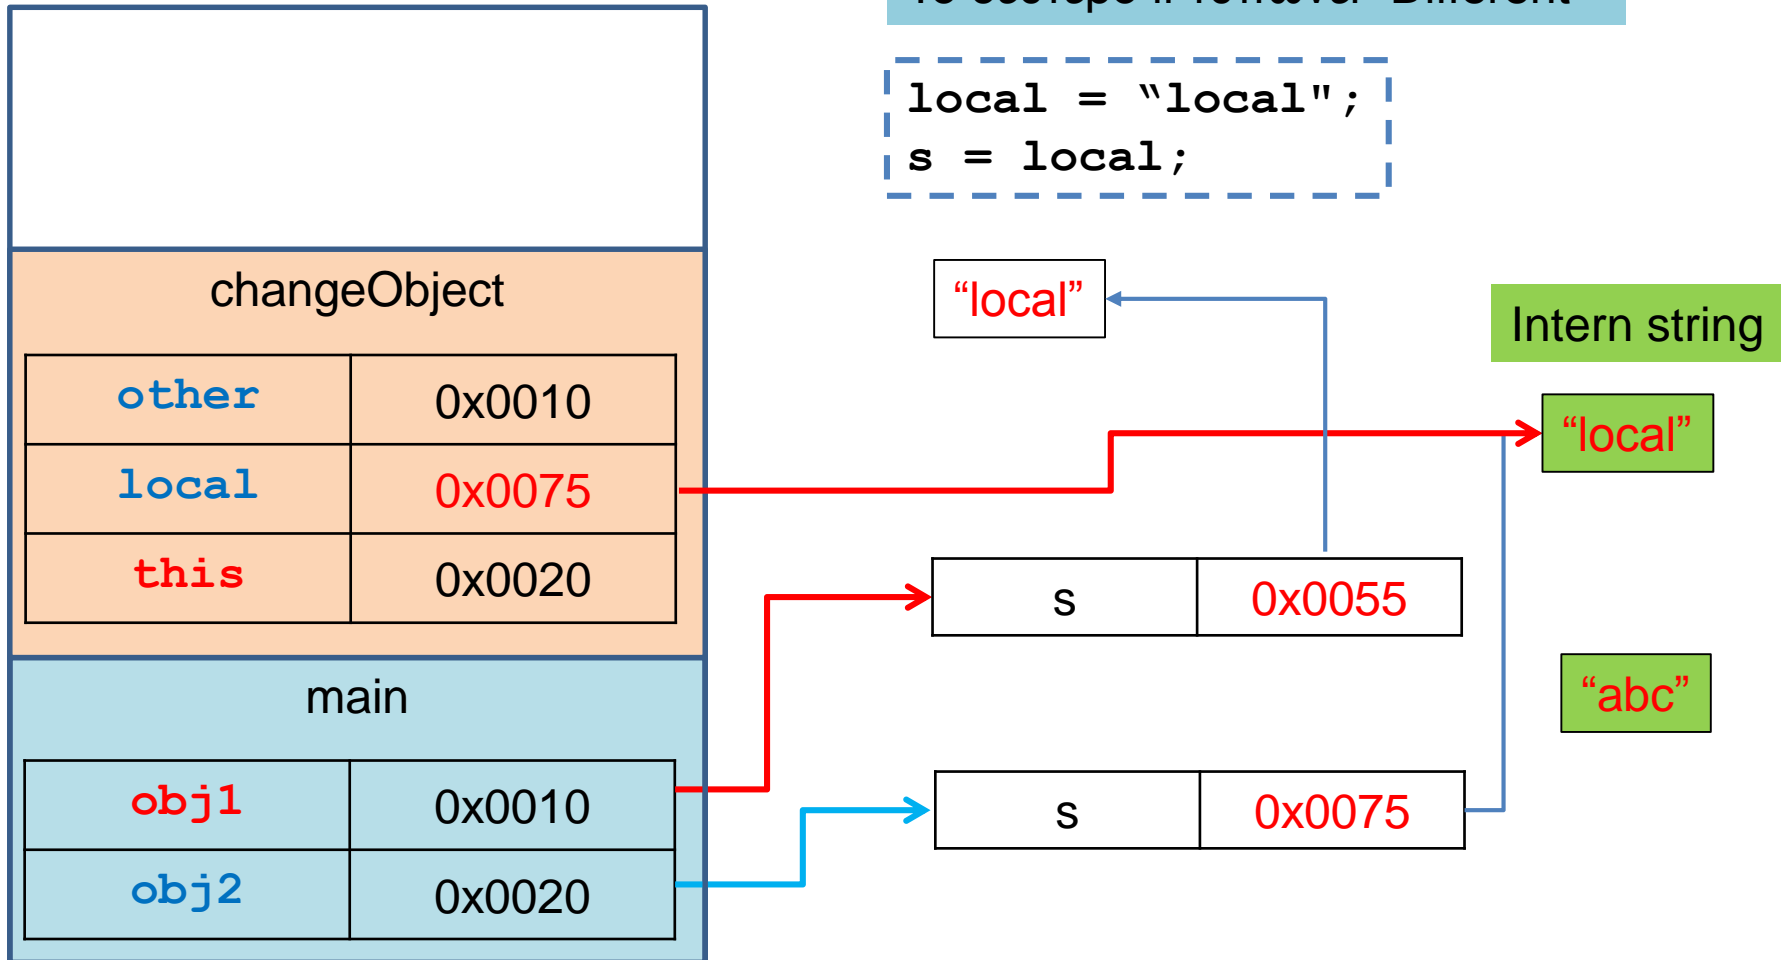 Different
local = “local";
s = local;
changeObject
“local”
Intern string
other 0x0010
“local”
local 0x0075
this 0x0020
s 0x0055
main
“abc”
obj1 0x0010
s 0x0075
obj2 0x0020